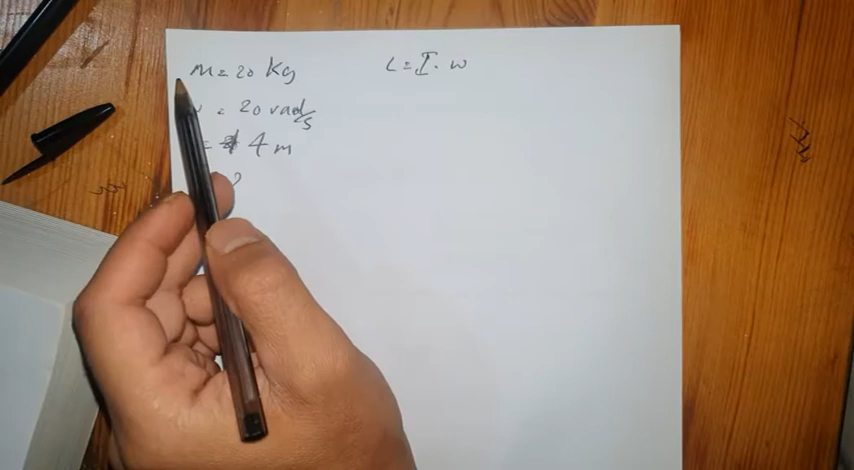 M = 20 Kg
L = I. w
= 20 rad/s
= 4 m
?